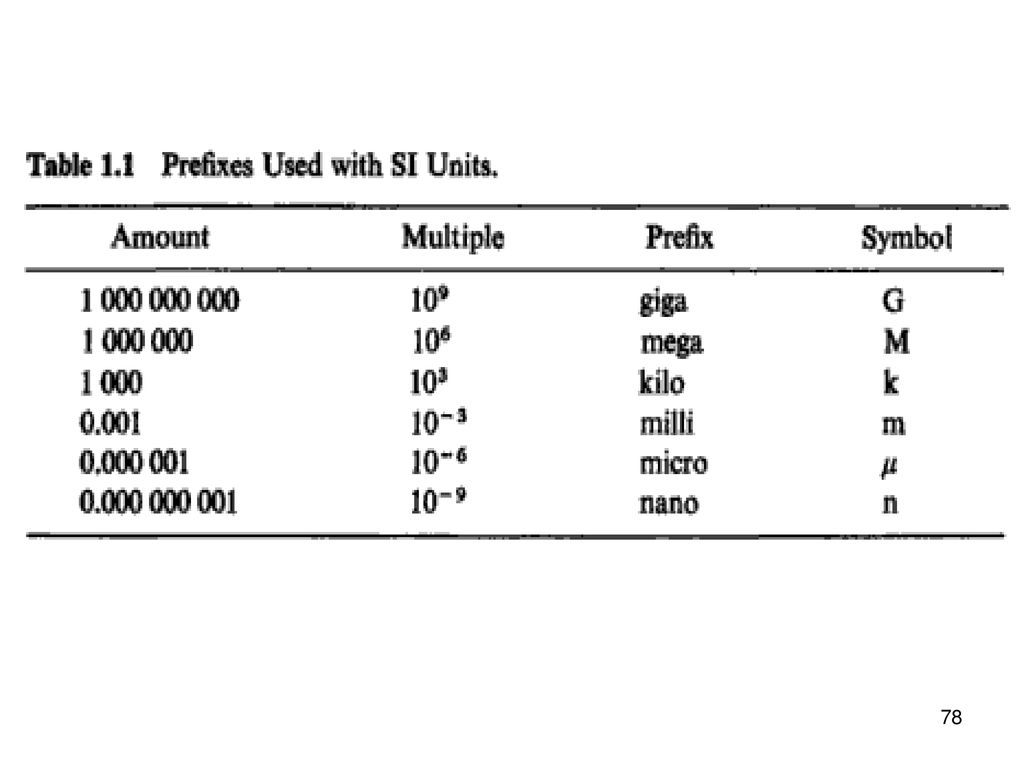 Table 1.1 Prefixes Used with SI Units.
Amount Multiple Prefix Symbol
1 000 000 000 10⁹ giga G
1 000 000 10⁶ mega M
1 000 10³ kilo k
0.001 10⁻³ milli m
0.000 001 10⁻⁶ micro μ
0.000 000 001 10⁻⁹ nano n
78